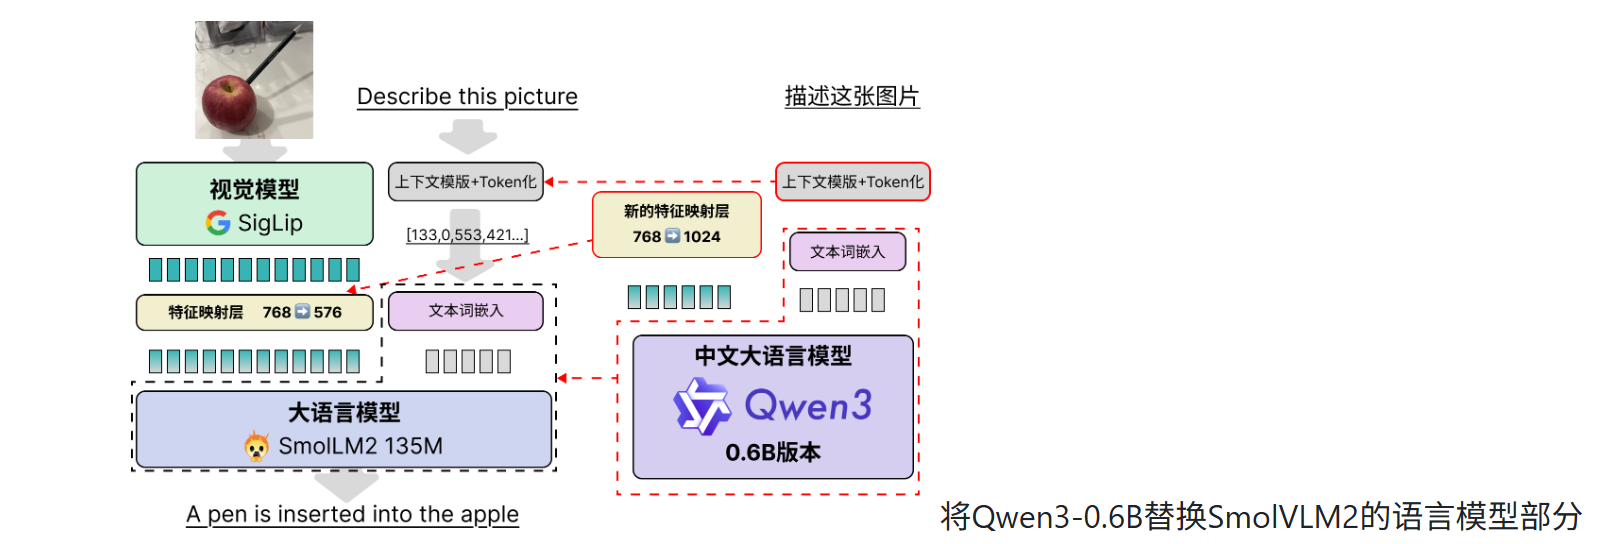 Describe this picture
描述这张图片
视觉模型
SigLip
上下文模版+Token化
上下文模版+Token化
新的特征映射层
768➡1024
[133,0,553,421...]
文本词嵌入
特征映射层 768➡576
文本词嵌入
中文大语言模型
Qwen3
0.6B版本
大语言模型
SmolLM2 135M
A pen is inserted into the apple
将Qwen3-0.6B替换SmolVLM2的语言模型部分